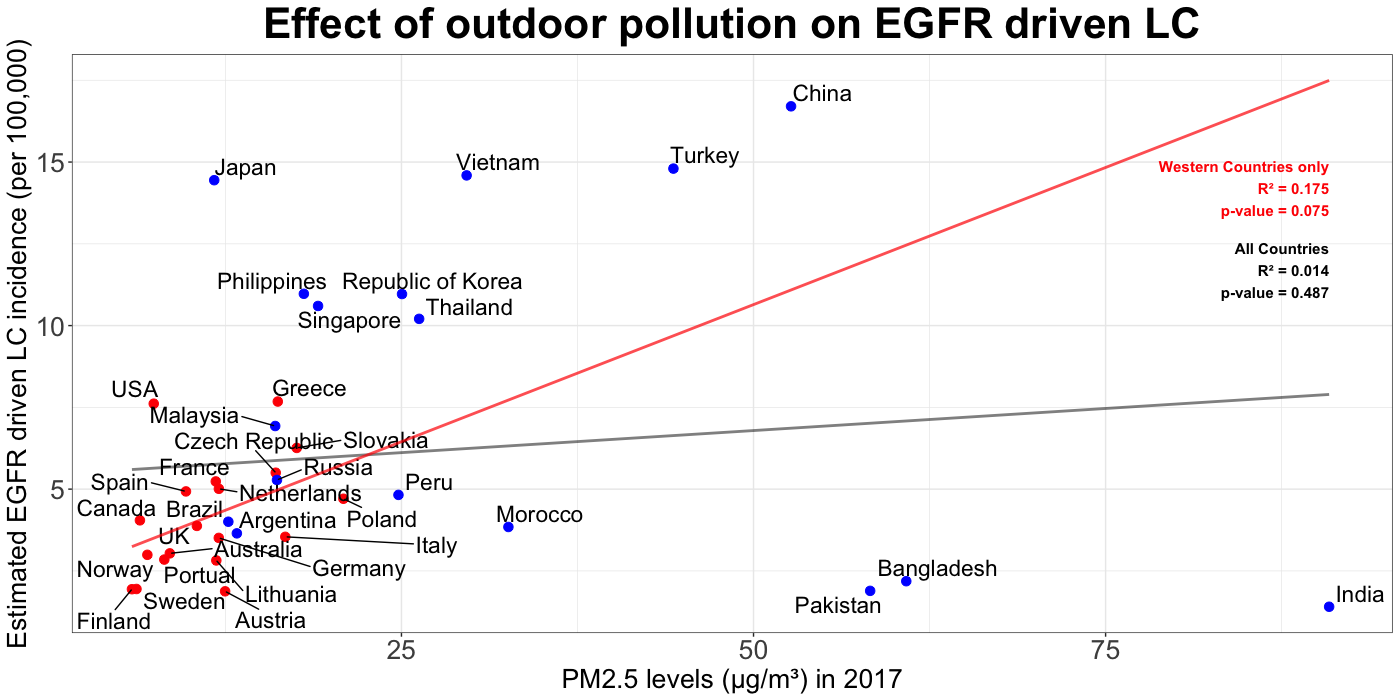 Effect of outdoor pollution on EGFR driven LC
Estimated EGFR driven LC incidence (per 100,000)
15
10
5
China
Turkey
Vietnam
Japan
Western Countries only
R² = 0.175
p-value = 0.075
All Countries
R² = 0.014
p-value = 0.487
Philippines
Republic of Korea
Thailand
Singapore
USA
Greece
Malaysia
Czech Republic
Slovakia
France
Russia
Spain
Netherlands
Peru
Canada
Brazil
Argentina
Poland
Morocco
UK
Australia
Italy
Norway
Portual
Germany
Bangladesh
Sweden
Lithuania
Pakistan
India
Finland
Austria
25
50
75
PM2.5 levels (µg/m³) in 2017